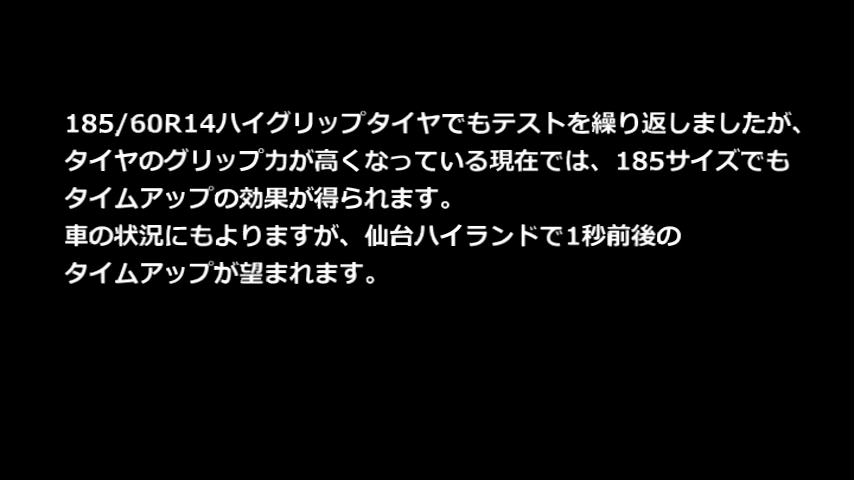 185/60R14ハイグリップタイヤでもテストを繰り返しましたが、
タイヤのグリップ力が高くなっている現在では、185サイズでも
タイムアップの効果が得られます。
車の状況にもよりますが、仙台ハイランドで1秒前後の
タイムアップが望まれます。